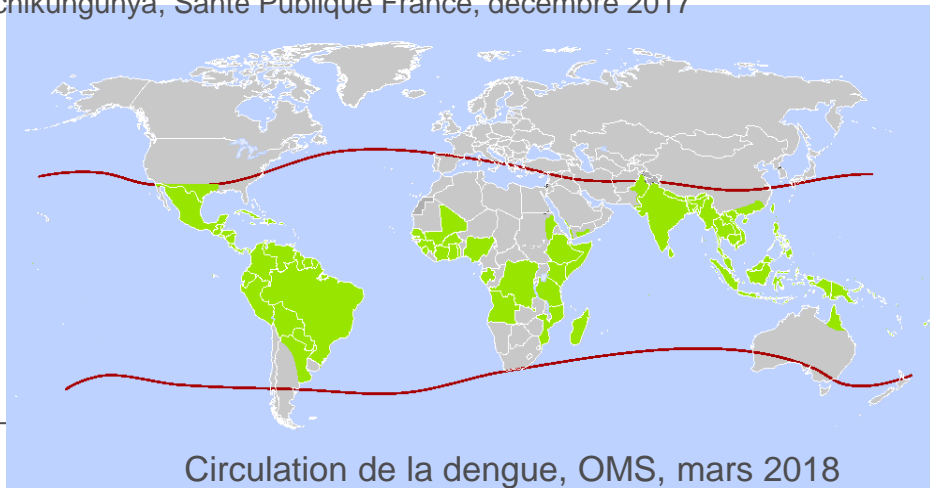 chikungunya, Santé Publique France, décembre 2017
Circulation de la dengue, OMS, mars 2018